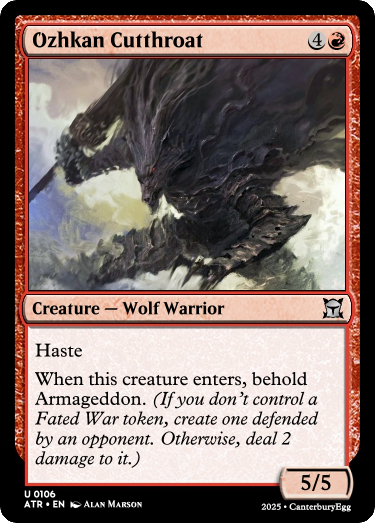 Ozhkan Cutthroat 4
Creature — Wolf Warrior
Haste
When this creature enters, behold
Armageddon. (If you don't control a
Fated War token, create one defended
by an opponent. Otherwise, deal 2
damage to it.)
5/5
U 0106
ATR • EN Alan Marson
2025 • CanterburyEgg